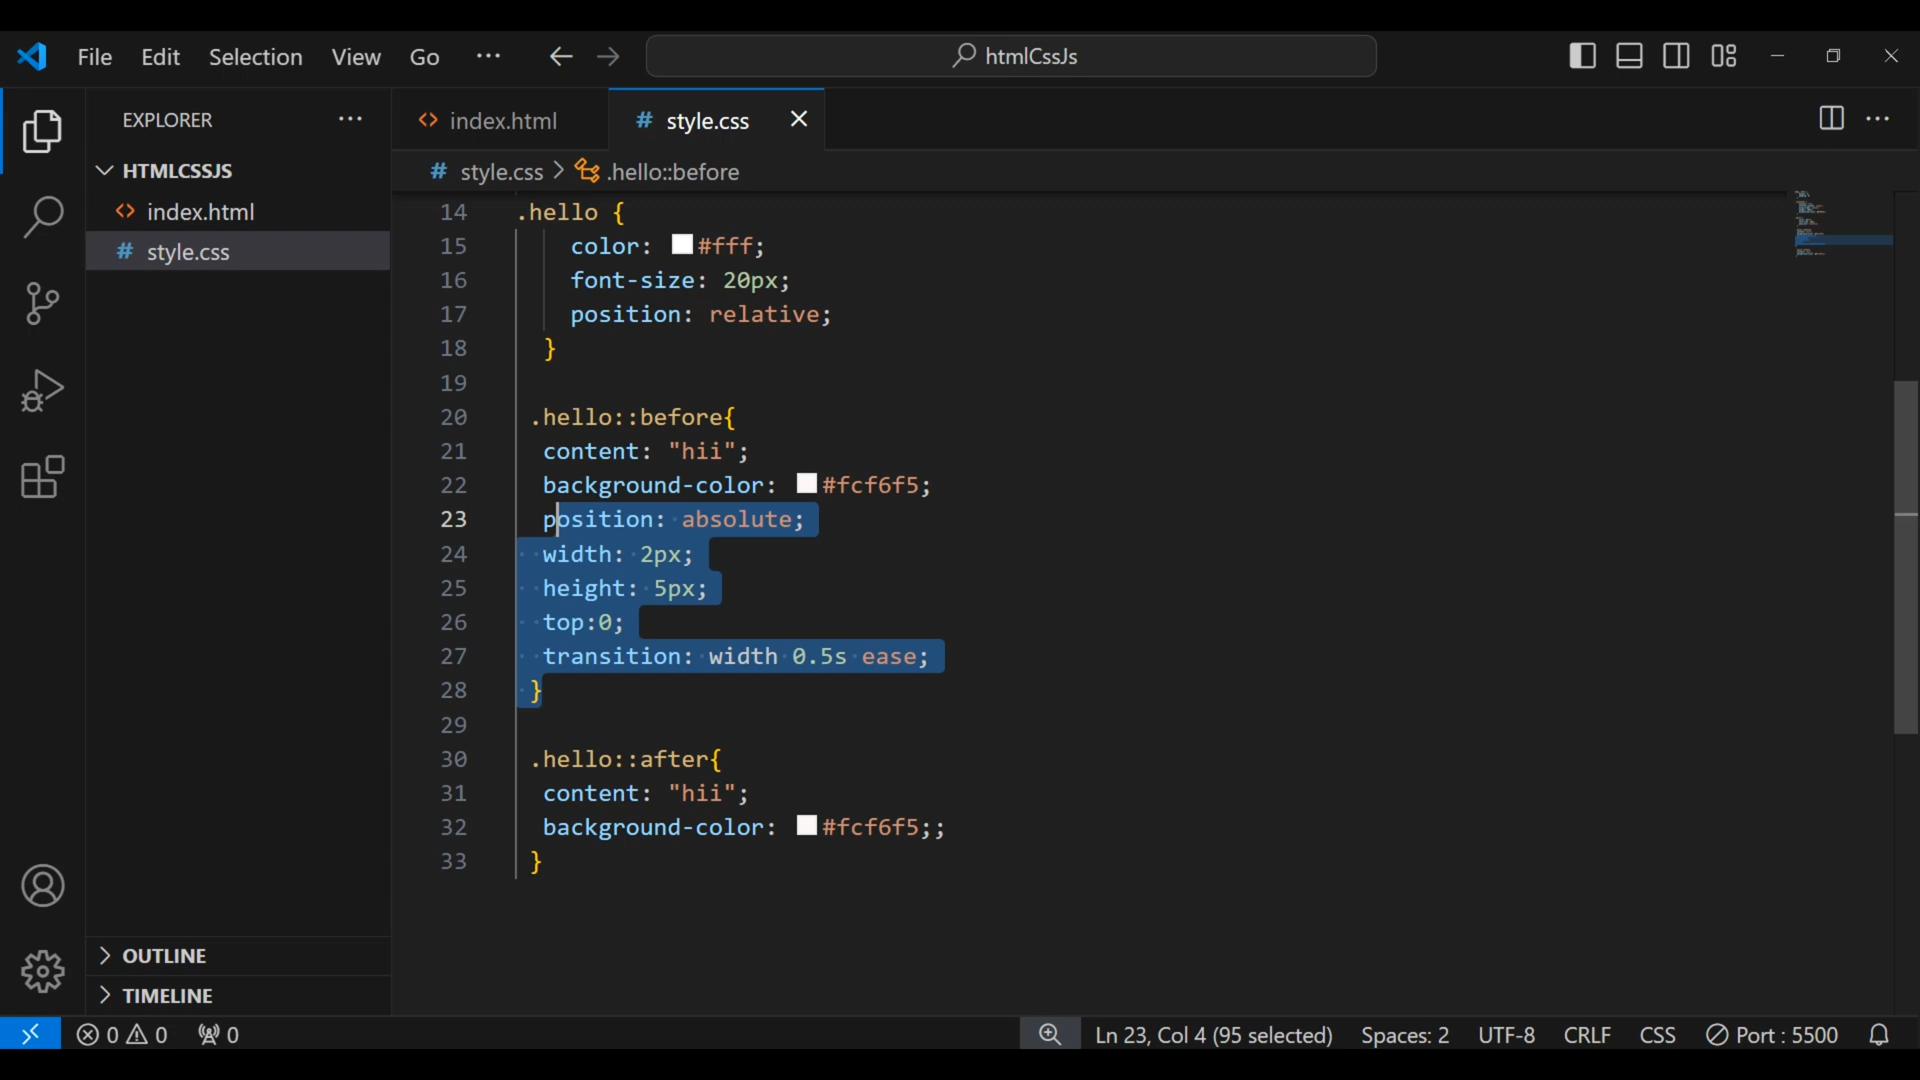 File Edit Selection View Go ··· htmlCssJs
EXPLORER ···
HTMLCSSJS
<> index.html
# style.css
<> index.html # style.css
# style.css > .hello::before
14 .hello {
15 color: #fff;
16 font-size: 20px;
17 position: relative;
18 }
19
20 .hello::before{
21 content: "hii";
22 background-color: #fcf6f5;
23 position: absolute;
24 width: 2px;
25 height: 5px;
26 top:0;
27 transition: width 0.5s ease;
28 }
29
30 .hello::after{
31 content: "hii";
32 background-color: #fcf6f5;;
33 }
OUTLINE
TIMELINE
0 0 0 Ln 23, Col 4 (95 selected) Spaces: 2 UTF-8 CRLF CSS Port : 5500